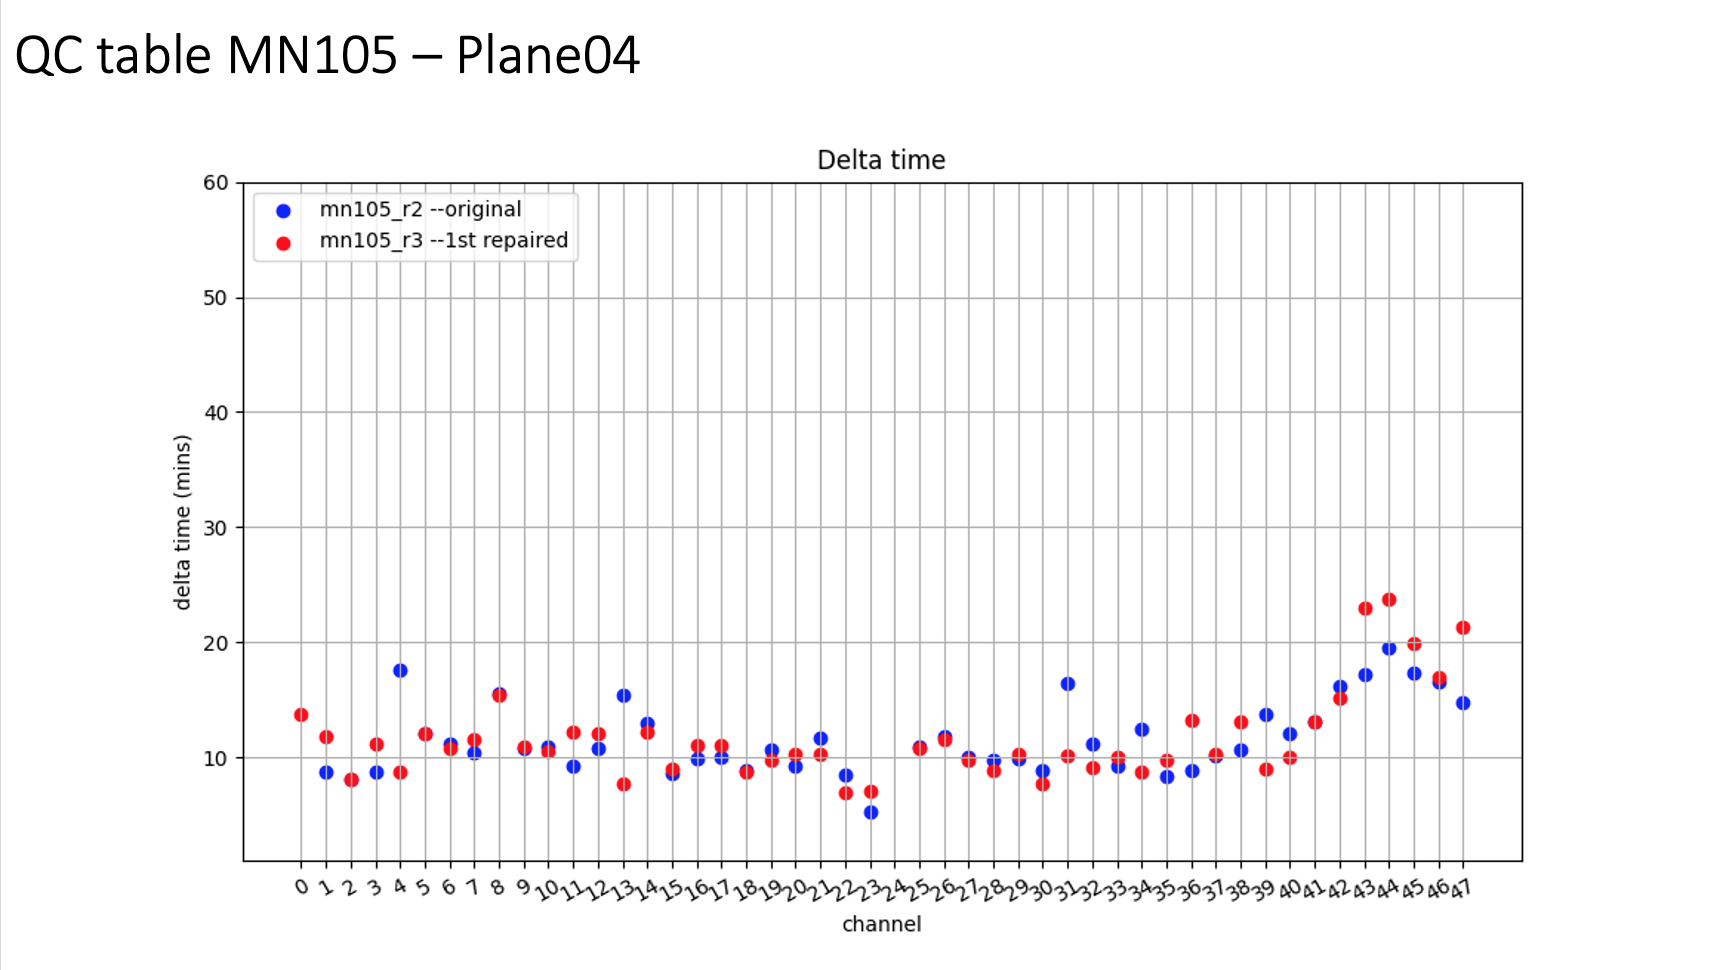 QC table MN105 – Plane04
Delta time
mn105_r2 --original
mn105_r3 --1st repaired
60
50
40
30
20
10
delta time (mins)
0 1 2 3 4 5 6 7 8 9 10 11 12 13 14 15 16 17 18 19 20 21 22 23 24 25 26 27 28 29 30 31 32 33 34 35 36 37 38 39 40 41 42 43 44 45 46 47
channel